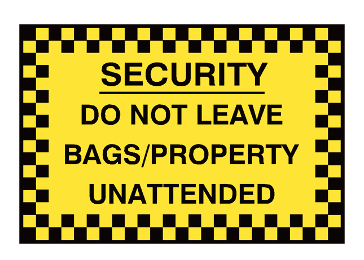 SECURITY
DO NOT LEAVE
BAGS/PROPERTY
UNATTENDED